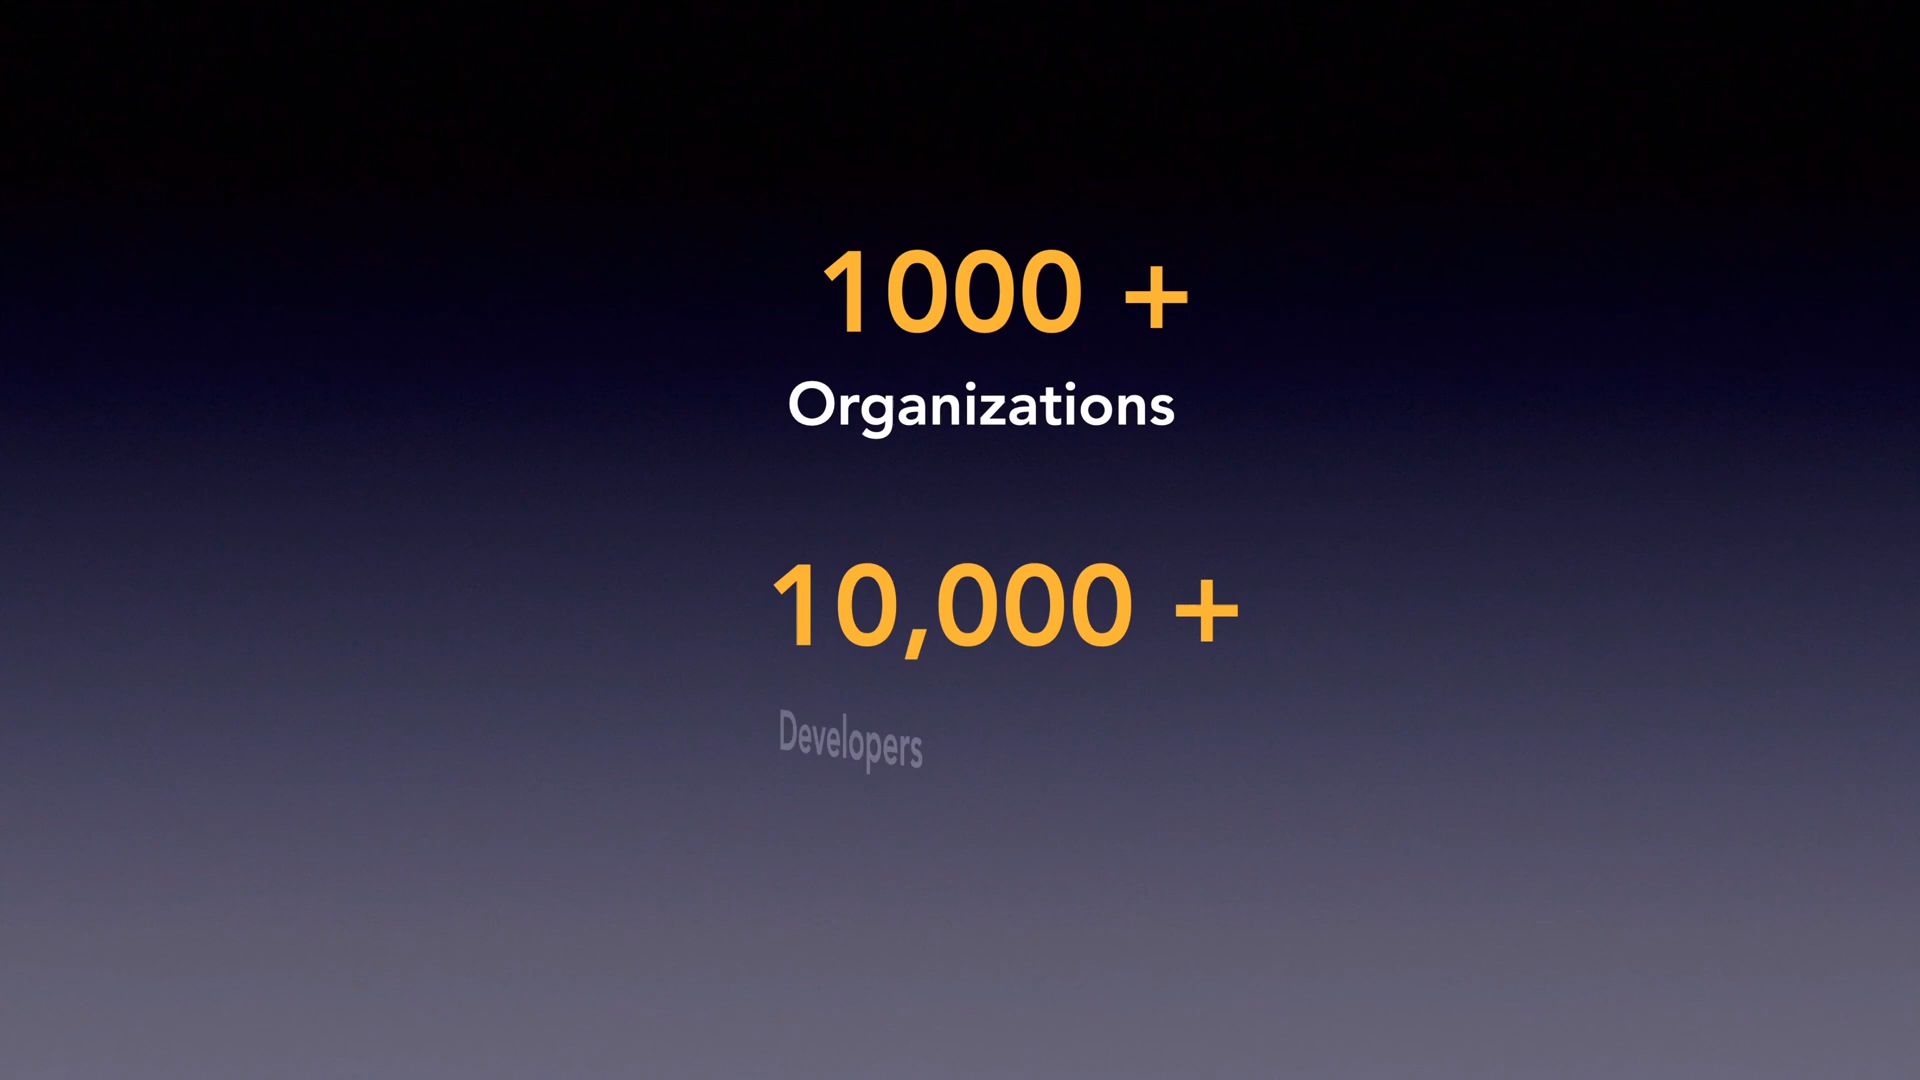 1000 +
Organizations
10,000 +
Developers